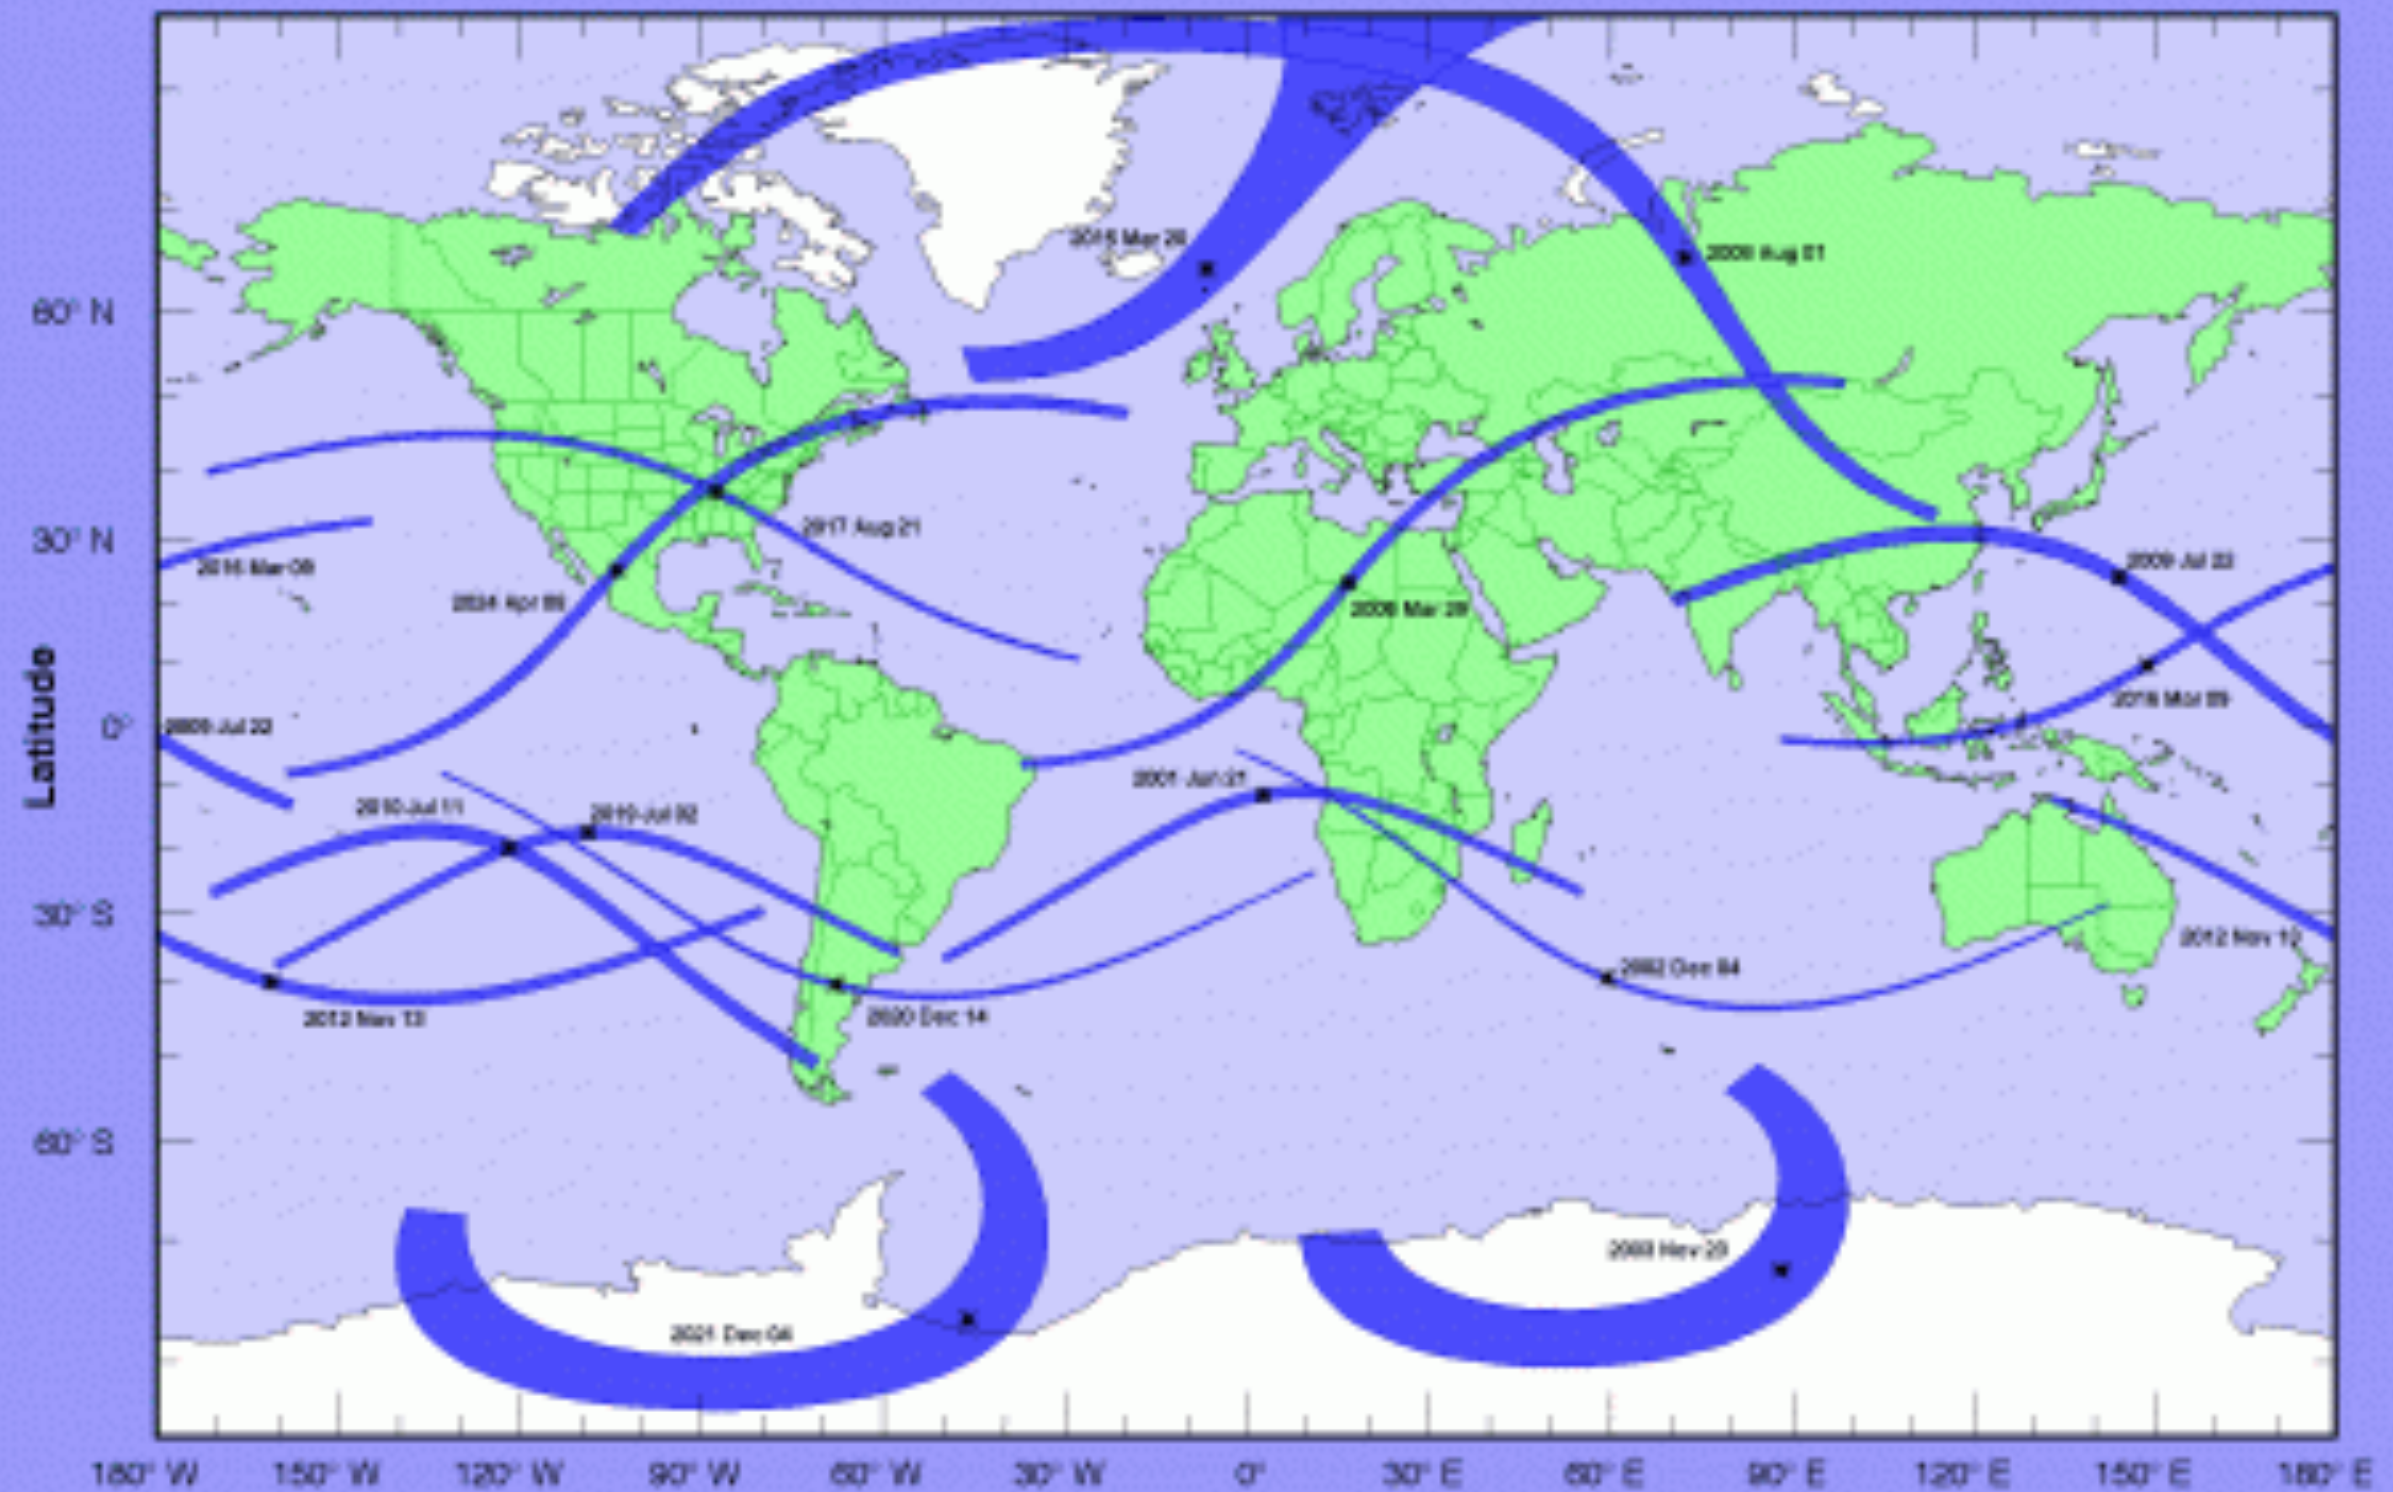 2015 Mar 20
2008 Aug 01
60° N
2017 Aug 21
30° N
2016 Mar 09
2009 Jul 22
2024 Apr 08
2006 Mar 29
2016 Mar 09
Latitude
0°
2009 Jul 22
2001 Jun 21
2010 Jul 11
2019 Jul 02
30° S
2012 Nov 13
2002 Dec 04
2012 Nov 13
2020 Dec 14
60° S
2003 Nov 23
2021 Dec 04
180° W 150° W 120° W 90° W 60° W 30° W 0° 30° E 60° E 90° E 120° E 150° E 180° E